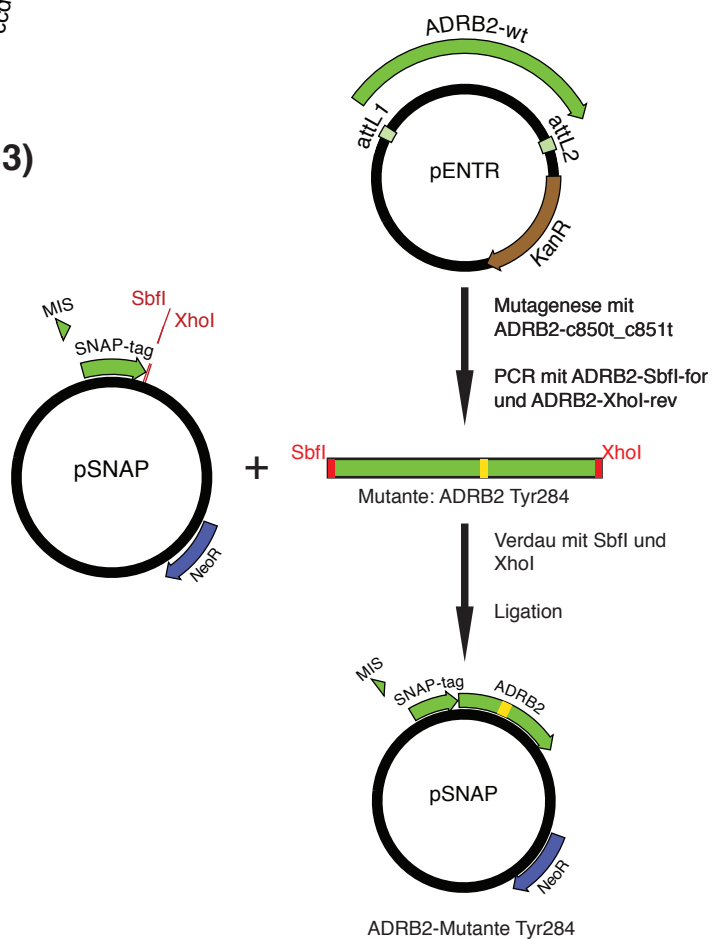 ccd
ADRB2-wt
attL1
attL2
3)
pENTR
KanR
MIS
SbfI
XhoI
SNAP-tag
Mutagenese mit
ADRB2-c850t_c851t
PCR mit ADRB2-SbfI-for
und ADRB2-XhoI-rev
pSNAP
+
SbfI
XhoI
Mutante: ADRB2 Tyr284
NeoR
Verdau mit SbfI und
XhoI
Ligation
MIS
SNAP-tag
ADRB2
pSNAP
NeoR
ADRB2-Mutante Tyr284